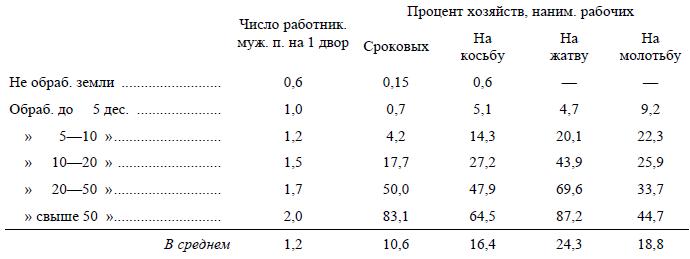 Число работник. муж. п. на 1 двор Процент хозяйств, наним. рабочих
Сроковых На косьбу На жатву На молотьбу
Не обраб. земли .......................... 0,6 0,15 0,6 — —
Обраб. до 5 дес. ...................... 1,0 0,7 5,1 4,7 9,2
» 5—10 »............................ 1,2 4,2 14,3 20,1 22,3
» 10—20 »............................ 1,5 17,7 27,2 43,9 25,9
» 20—50 »............................ 1,7 50,0 47,9 69,6 33,7
» свыше 50 »............................ 2,0 83,1 64,5 87,2 44,7
В среднем 1,2 10,6 16,4 24,3 18,8